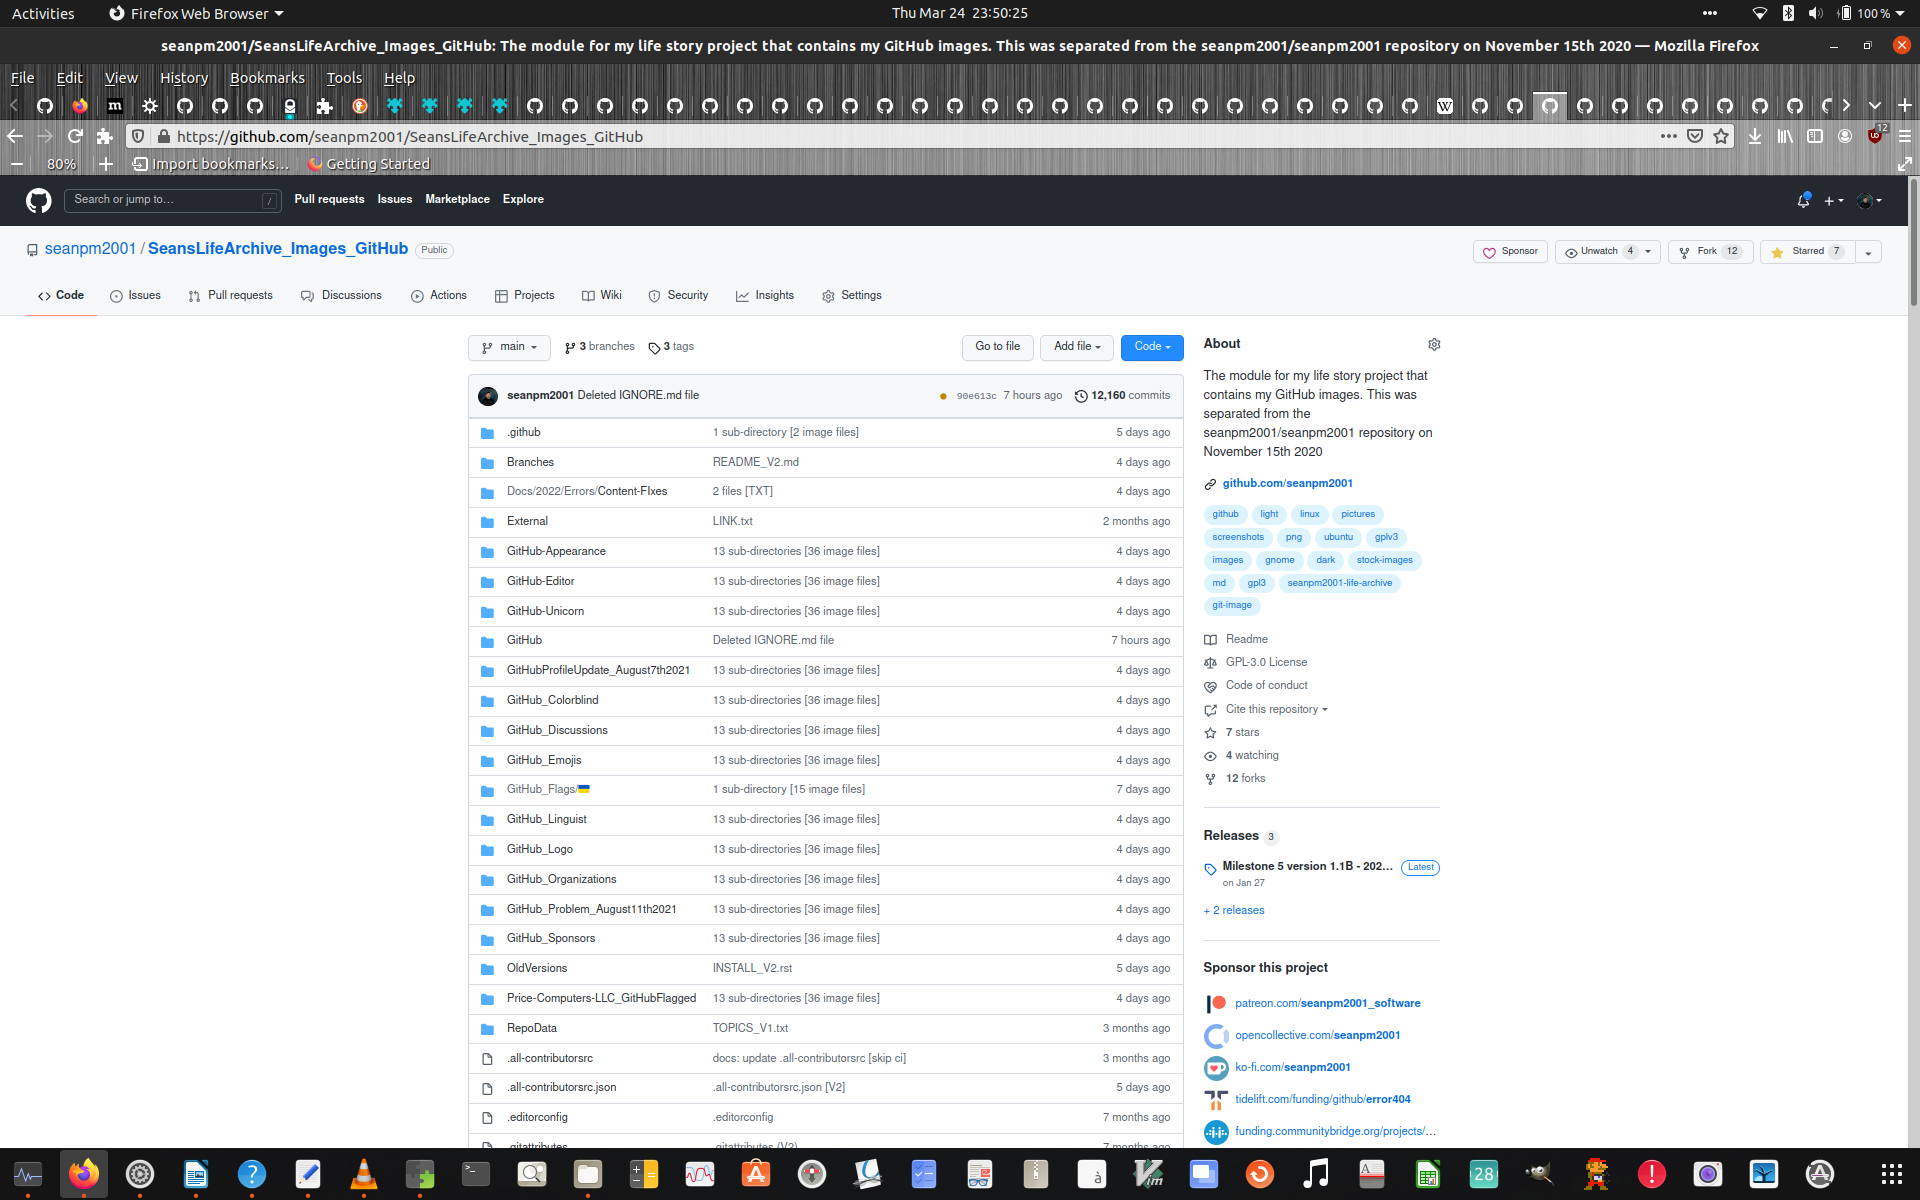 Activities Firefox Web Browser Thu Mar 24 23:50:25 100 %
seanpm2001/SeansLifeArchive_Images_GitHub: The module for my life story project that contains my GitHub images. This was separated from the seanpm2001/seanpm2001 repository on November 15th 2020 — Mozilla Firefox
File Edit View History Bookmarks Tools Help
https://github.com/seanpm2001/SeansLifeArchive_Images_GitHub 12
80% Import bookmarks... Getting Started
Search or jump to... / Pull requests Issues Marketplace Explore
seanpm2001 / SeansLifeArchive_Images_GitHub Public Sponsor Unwatch 4 Fork 12 Starred 7
Code Issues Pull requests Discussions Actions Projects Wiki Security Insights Settings
main 3 branches 3 tags Go to file Add file Code
seanpm2001 Deleted IGNORE.md file 90e613c 7 hours ago 12,160 commits
.github 1 sub-directory [2 image files] 5 days ago
Branches README_V2.md 4 days ago
Docs/2022/Errors/Content-FIxes 2 files [TXT] 4 days ago
External LINK.txt 2 months ago
GitHub-Appearance 13 sub-directories [36 image files] 4 days ago
GitHub-Editor 13 sub-directories [36 image files] 4 days ago
GitHub-Unicorn 13 sub-directories [36 image files] 4 days ago
GitHub Deleted IGNORE.md file 7 hours ago
GitHubProfileUpdate_August7th2021 13 sub-directories [36 image files] 4 days ago
GitHub_Colorblind 13 sub-directories [36 image files] 4 days ago
GitHub_Discussions 13 sub-directories [36 image files] 4 days ago
GitHub_Emojis 13 sub-directories [36 image files] 4 days ago
GitHub_Flags/🇺🇦 1 sub-directory [15 image files] 7 days ago
GitHub_Linguist 13 sub-directories [36 image files] 4 days ago
GitHub_Logo 13 sub-directories [36 image files] 4 days ago
GitHub_Organizations 13 sub-directories [36 image files] 4 days ago
GitHub_Problem_August11th2021 13 sub-directories [36 image files] 4 days ago
GitHub_Sponsors 13 sub-directories [36 image files] 4 days ago
OldVersions INSTALL_V2.rst 5 days ago
Price-Computers-LLC_GitHubFlagged 13 sub-directories [36 image files] 4 days ago
RepoData TOPICS_V1.txt 3 months ago
.all-contributorsrc docs: update .all-contributorsrc [skip ci] 3 months ago
.all-contributorsrc.json .all-contributorsrc.json [V2] 5 days ago
.editorconfig .editorconfig 7 months ago
.gitattributes .gitattributes (V2) 7 months ago
About
The module for my life story project that
contains my GitHub images. This was
separated from the
seanpm2001/seanpm2001 repository on
November 15th 2020
github.com/seanpm2001
github light linux pictures
screenshots png ubuntu gplv3
images gnome dark stock-images
md gpl3 seanpm2001-life-archive
git-image
Readme
GPL-3.0 License
Code of conduct
Cite this repository
7 stars
4 watching
12 forks
Releases 3
Milestone 5 version 1.1B - 202... Latest
on Jan 27
+ 2 releases
Sponsor this project
patreon.com/seanpm2001_software
opencollective.com/seanpm2001
ko-fi.com/seanpm2001
tidelift.com/funding/github/error404
funding.communitybridge.org/projects/...
28